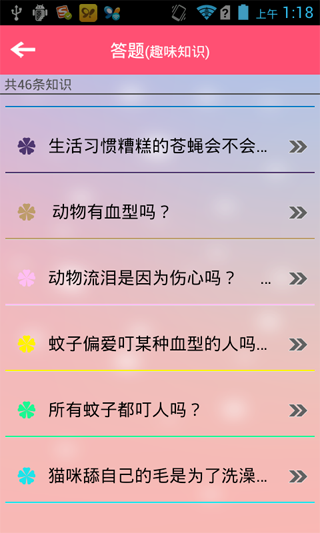 上午 1:18
答题(趣味知识)
共46条知识
生活习惯糟糕的苍蝇会不会...
动物有血型吗？
动物流泪是因为伤心吗？ ...
蚊子偏爱叮某种血型的人吗...
所有蚊子都叮人吗？
猫咪舔自己的毛是为了洗澡...